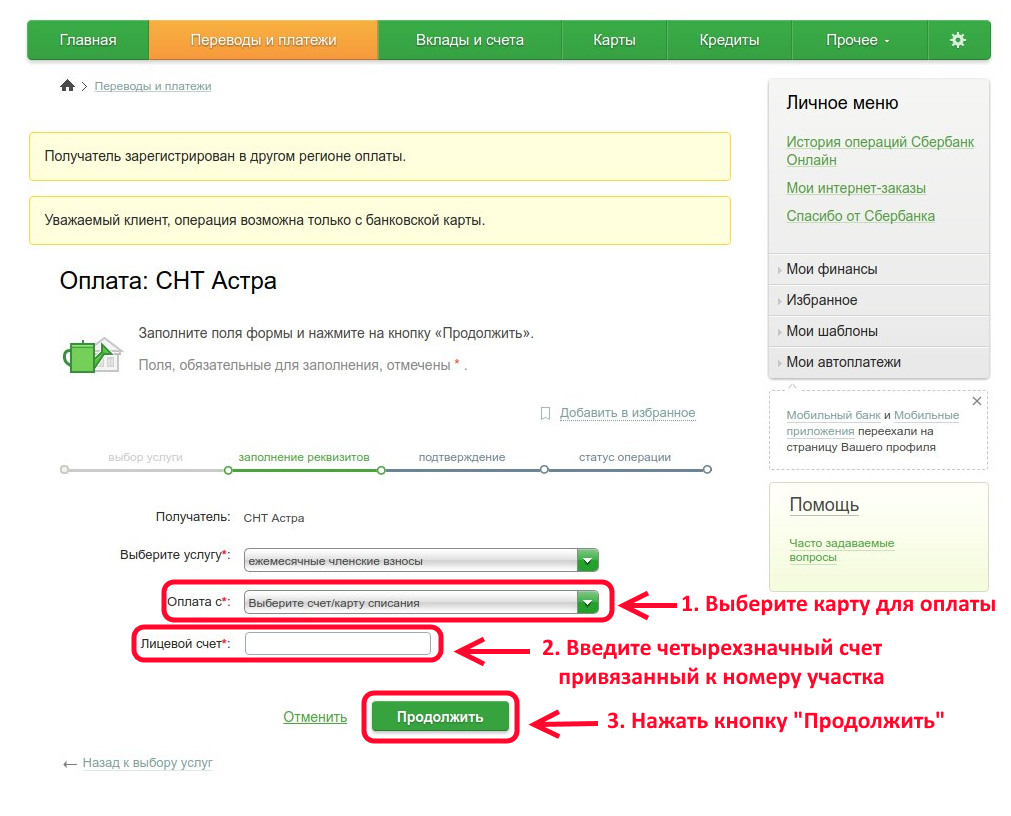 Главная Переводы и платежи Вклады и счета Карты Кредиты Прочее
Переводы и платежи
Получатель зарегистрирован в другом регионе оплаты.
Уважаемый клиент, операция возможна только с банковской карты.
Оплата: СНТ Астра
Заполните поля формы и нажмите на кнопку «Продолжить».
Поля, обязательные для заполнения, отмечены * .
Добавить в избранное
выбор услуги заполнение реквизитов подтверждение статус операции
Получатель: СНТ Астра
Выберите услугу*: ежемесячные членские взносы
Оплата с*: Выберите счет/карту списания
1. Выберите карту для оплаты
Лицевой счет*:
2. Введите четырехзначный счет
привязанный к номеру участка
Отменить Продолжить
3. Нажать кнопку "Продолжить"
← Назад к выбору услуг
Личное меню
История операций Сбербанк
Онлайн
Мои интернет-заказы
Спасибо от Сбербанка
Мои финансы
Избранное
Мои шаблоны
Мои автоплатежи
Мобильный банк и Мобильные
приложения переехали на
страницу Вашего профиля
Помощь
Часто задаваемые
вопросы